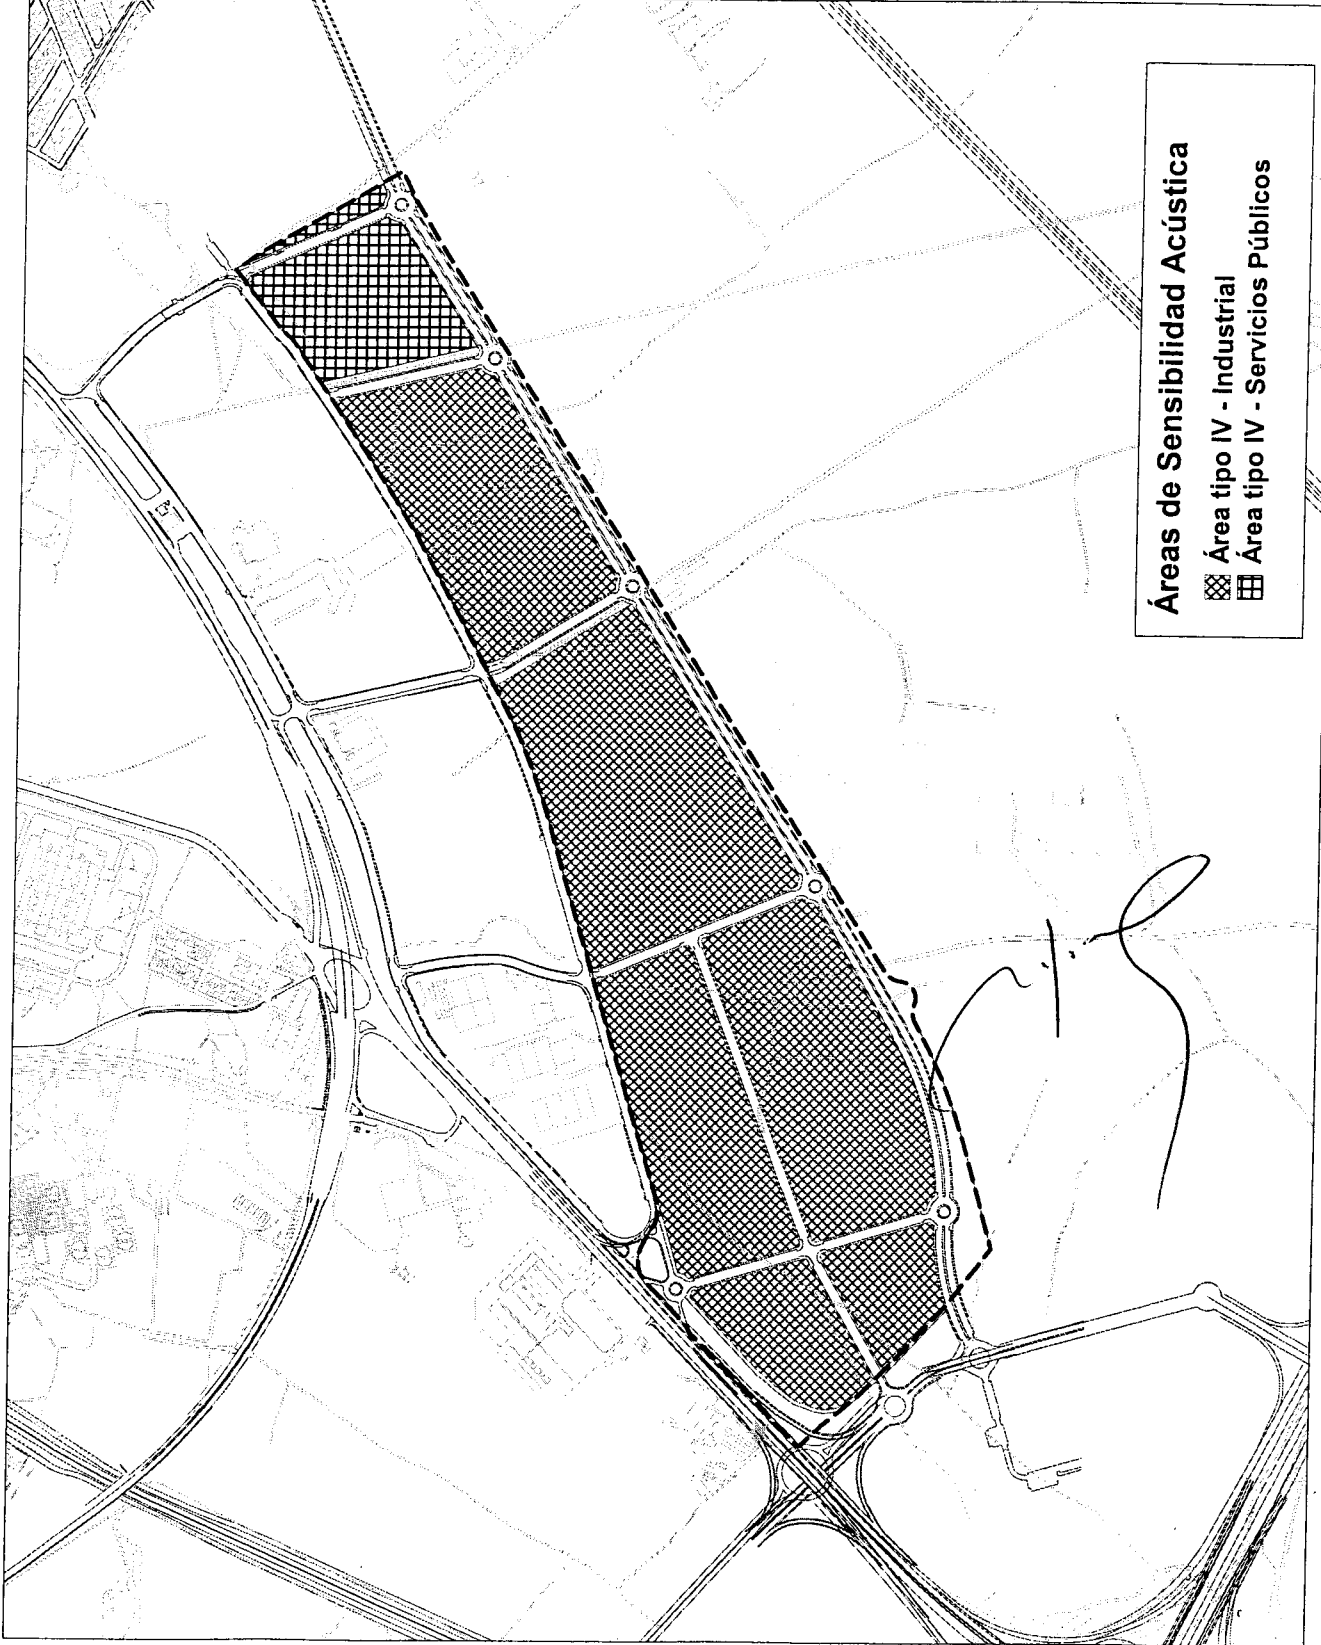 Áreas de Sensibilidad Acústica
Área tipo IV - Industrial
Área tipo IV - Servicios Públicos